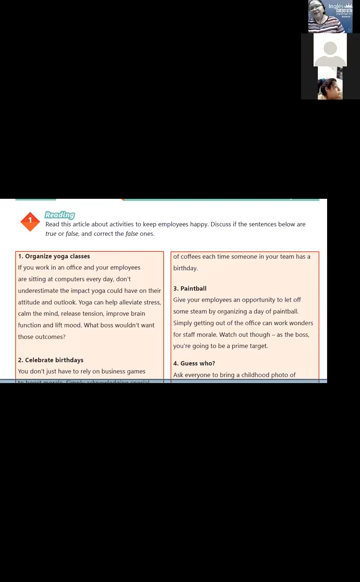 Reading
1
Read this article about activities to keep employees happy. Discuss if the sentences below are
true or false, and correct the false ones.
1. Organize yoga classes
If you work in an office and your employees
are sitting at computers every day, don't
underestimate the impact yoga could have on their
attitude and outlook. Yoga can help alleviate stress,
calm the mind, release tension, improve brain
function and lift mood. What boss wouldn't want
those outcomes?
2. Celebrate birthdays
You don't just have to rely on business games
of coffees each time someone in your team has a
birthday.
3. Paintball
Give your employees an opportunity to let off
some steam by organizing a day of paintball.
Simply getting out of the office can work wonders
for staff morale. Watch out though – as the boss,
you're going to be a prime target.
4. Guess who?
Ask everyone to bring a childhood photo of